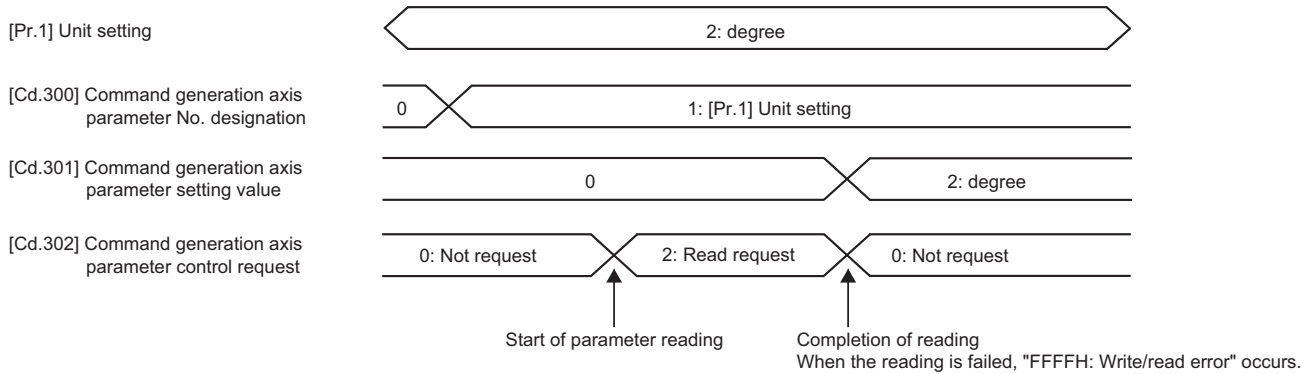 [Pr.1] Unit setting
2: degree
[Cd.300] Command generation axis
parameter No. designation
0
1: [Pr.1] Unit setting
[Cd.301] Command generation axis
parameter setting value
0
2: degree
[Cd.302] Command generation axis
parameter control request
0: Not request
2: Read request
0: Not request
Start of parameter reading
Completion of reading
When the reading is failed, "FFFFH: Write/read error" occurs.